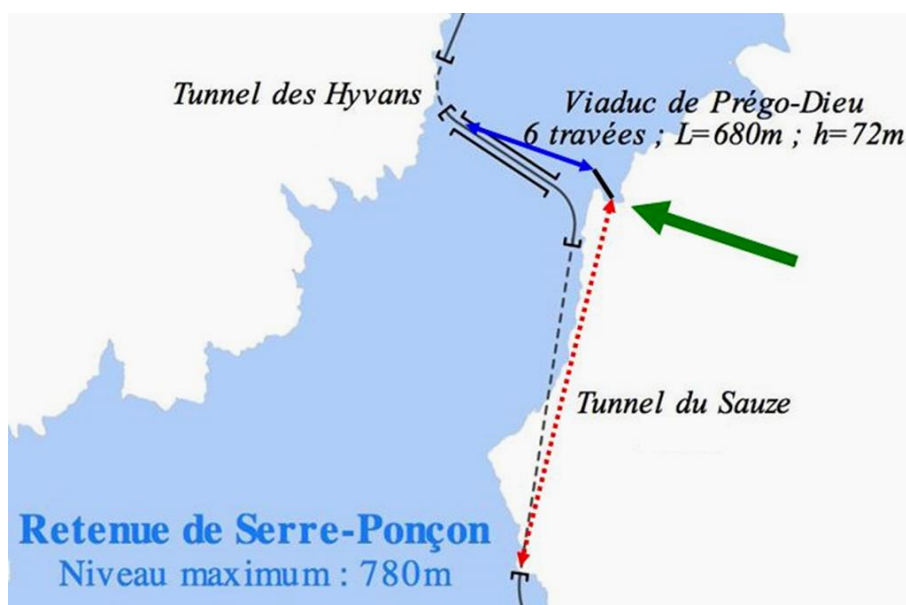 Tunnel des Hyvans
Viaduc de Prégo-Dieu
6 travées ; L=680m ; h=72m
Tunnel du Sauze
Retenue de Serre-Ponçon
Niveau maximum : 780m